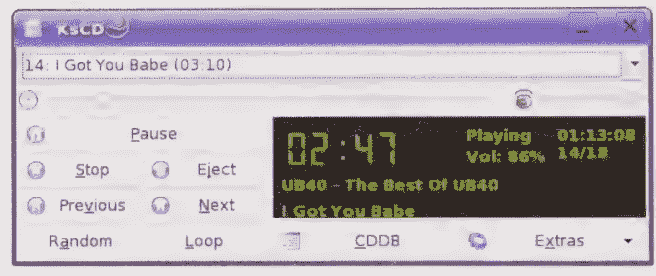 KsCD
14: I Got You Babe (03:10)
Pause
Stop Eject
Previous Next
02:47
Playing 01:13:08
Vol: 86% 14/18
UB40 - The Best Of UB40
I Got You Babe
Random Loop CDDB Extras